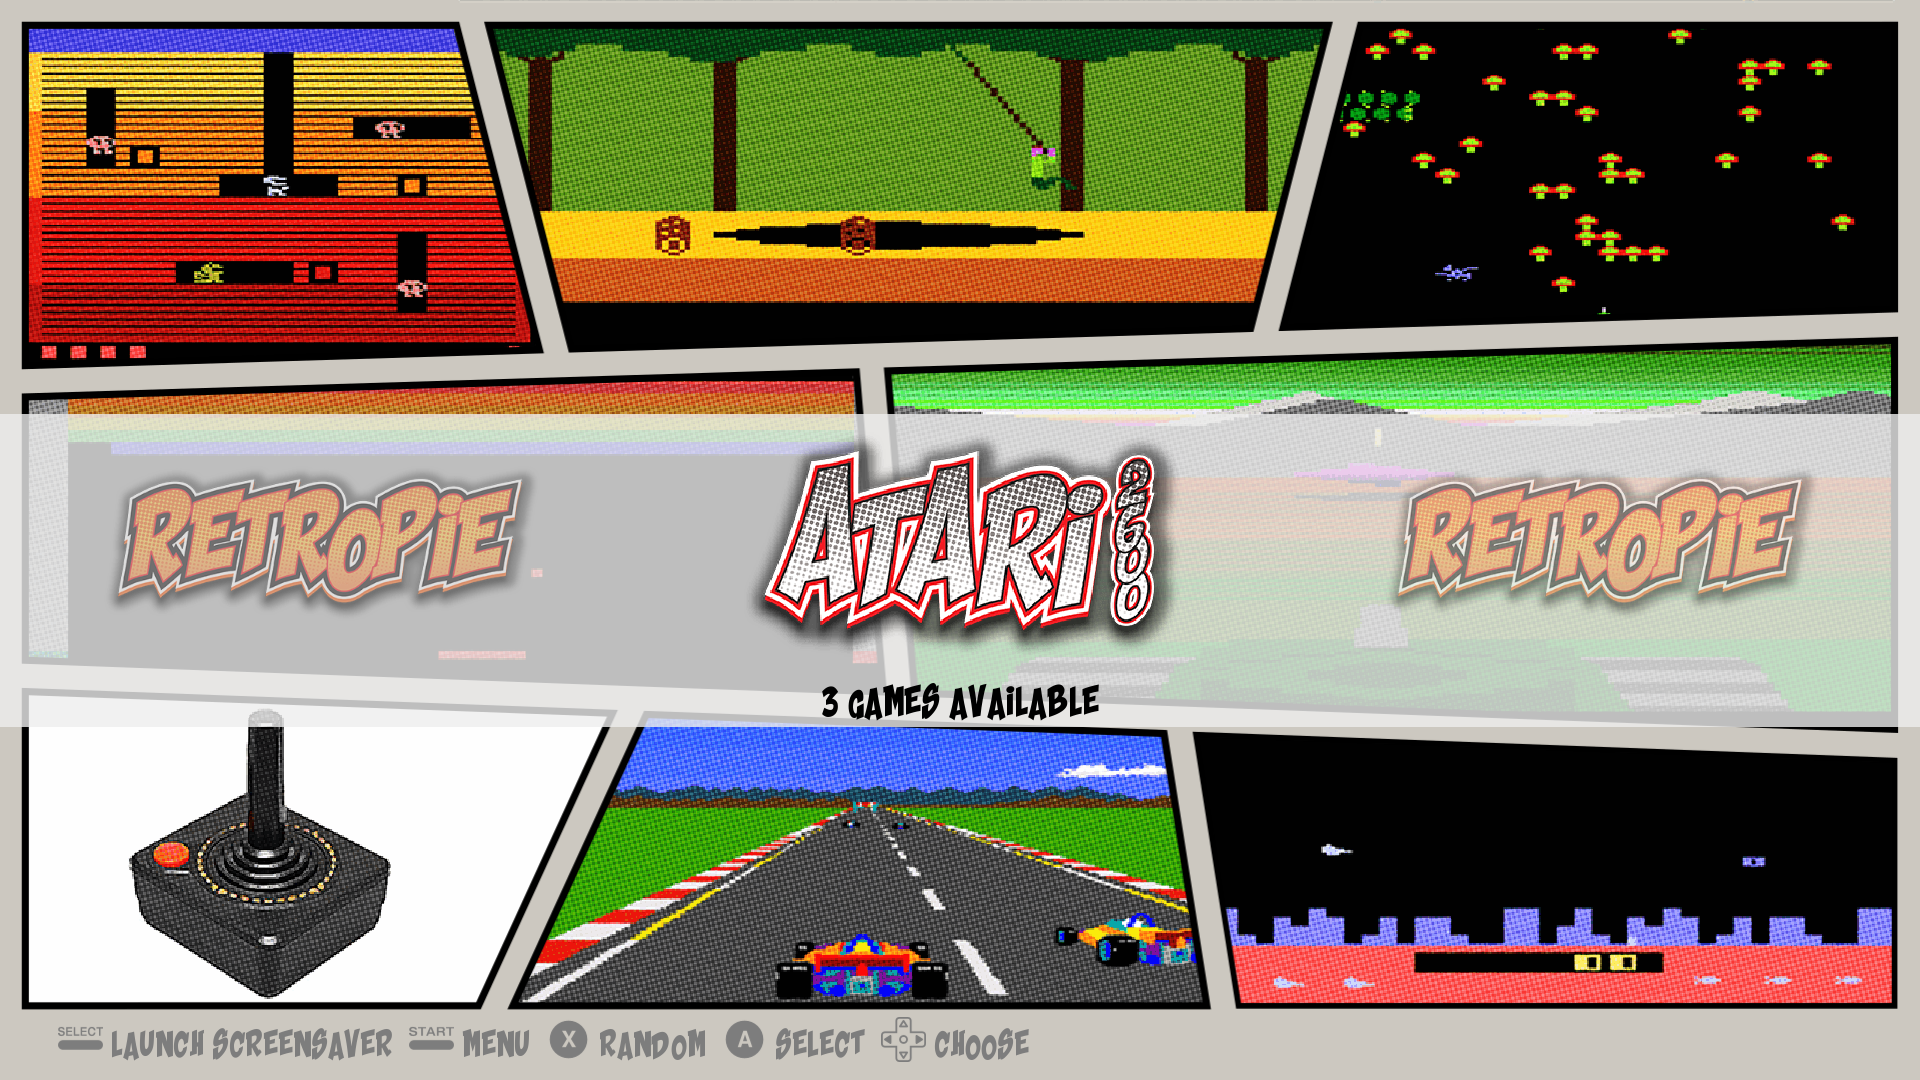 RETROPiE
ATARi
2600
RETROPiE
3 GAMES AVAiLABLE
SELECT LAUNCH SCREENSAVER START MENU X RANDOM A SELECT CHOOSE